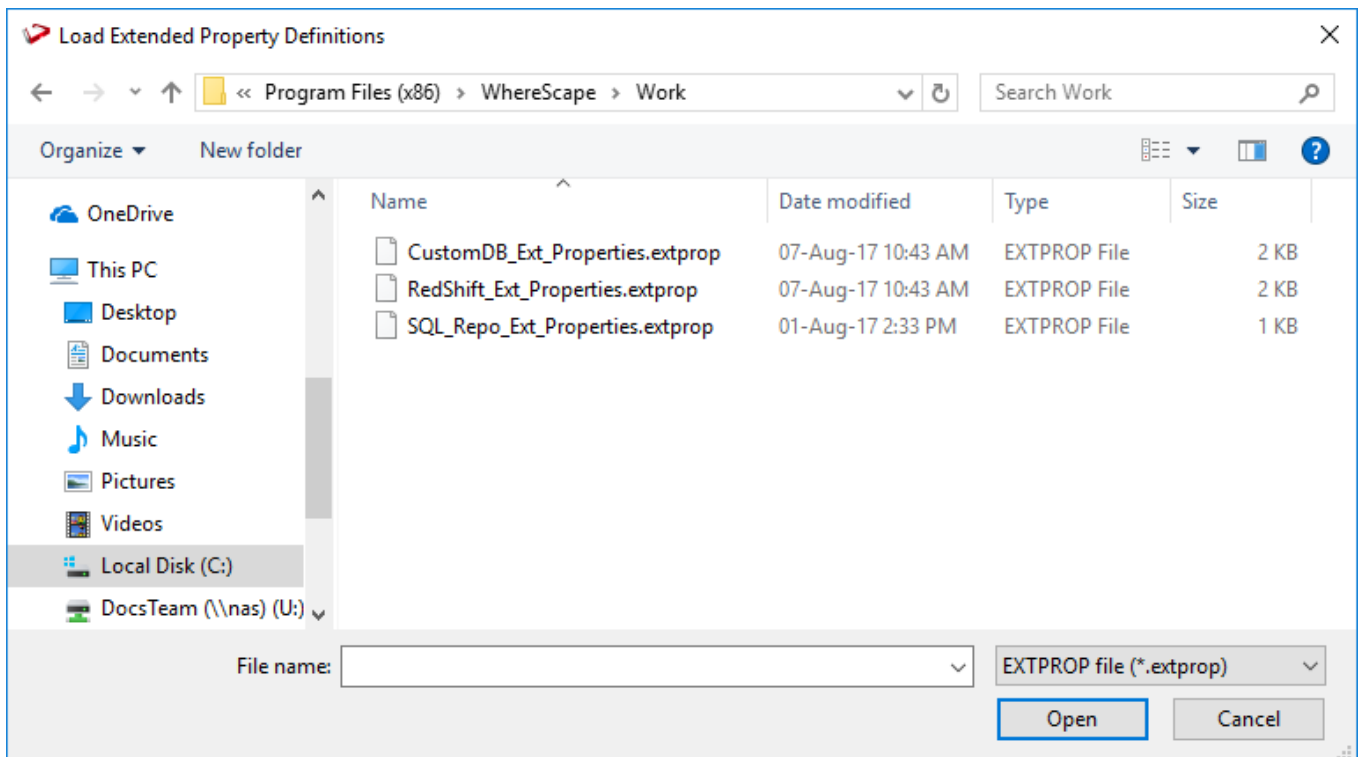 Load Extended Property Definitions
« Program Files (x86) > WhereScape > Work
Search Work
Organize New folder
Name Date modified Type Size
OneDrive
This PC
Desktop
Documents
Downloads
Music
Pictures
Videos
Local Disk (C:)
DocsTeam (\\nas) (U:)
CustomDB_Ext_Properties.extprop 07-Aug-17 10:43 AM EXTPROP File 2 KB
RedShift_Ext_Properties.extprop 07-Aug-17 10:43 AM EXTPROP File 2 KB
SQL_Repo_Ext_Properties.extprop 01-Aug-17 2:33 PM EXTPROP File 1 KB
File name:
EXTPROP file (*.extprop)
Open Cancel